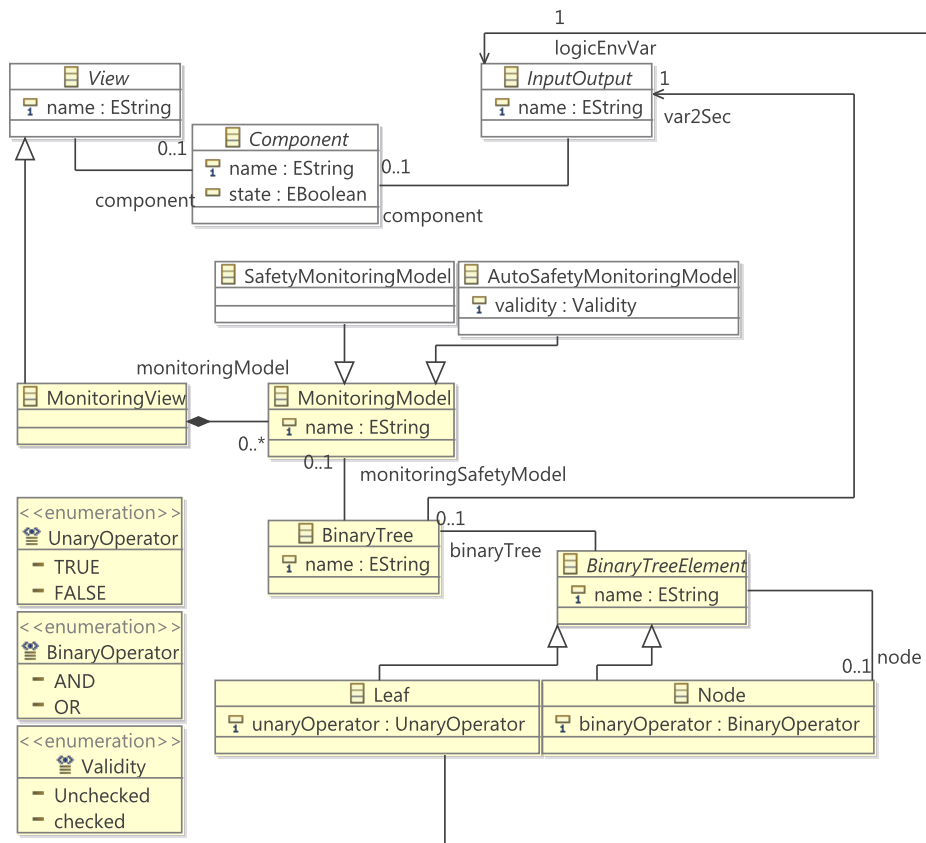 1
logicEnvVar
View
name : EString
InputOutput
name : EString
1
var2Sec
0..1
component
Component
name : EString
state : EBoolean
0..1
component
SafetyMonitoringModel
AutoSafetyMonitoringModel
validity : Validity
monitoringModel
MonitoringView
0..*
MonitoringModel
name : EString
0..1
monitoringSafetyModel
<<enumeration>>
UnaryOperator
TRUE
FALSE
BinaryTree
name : EString
0..1
binaryTree
BinaryTreeElement
name : EString
<<enumeration>>
BinaryOperator
AND
OR
0..1
node
Leaf
unaryOperator : UnaryOperator
Node
binaryOperator : BinaryOperator
<<enumeration>>
Validity
Unchecked
checked